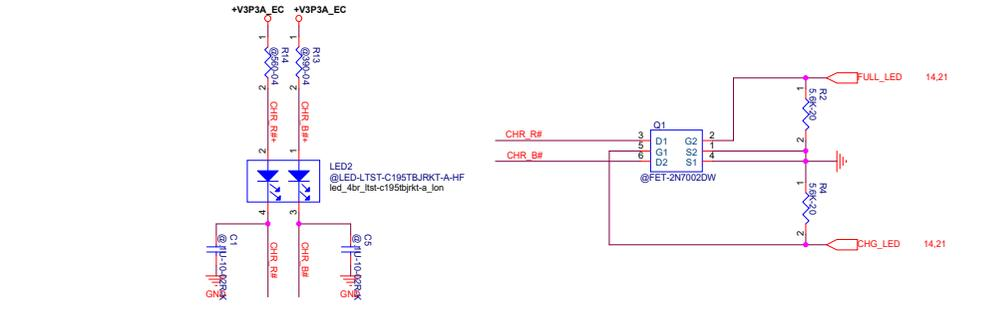 +V3P3A_EC
+V3P3A_EC
1
R14
@560-04
2
1
R13
@390-04
2
CHR_R#+
CHR_B#+
2
1
LED2
@LED-LTST-C195TBJRKT-A-HF
led_4br_ltst-c195tbjrkt-a_lon
4
3
C1
C5
CHR_R#
CHR_B#
GND
GND
CHR_R#
CHR_B#
Q1
3 D1 G2 2
5 G1 S2 1
6 D2 S1 4
@FET-2N7002DW
FULL_LED 14,21
1
R2
5.6K-20
2
1
R4
5.6K-20
2
CHG_LED 14,21